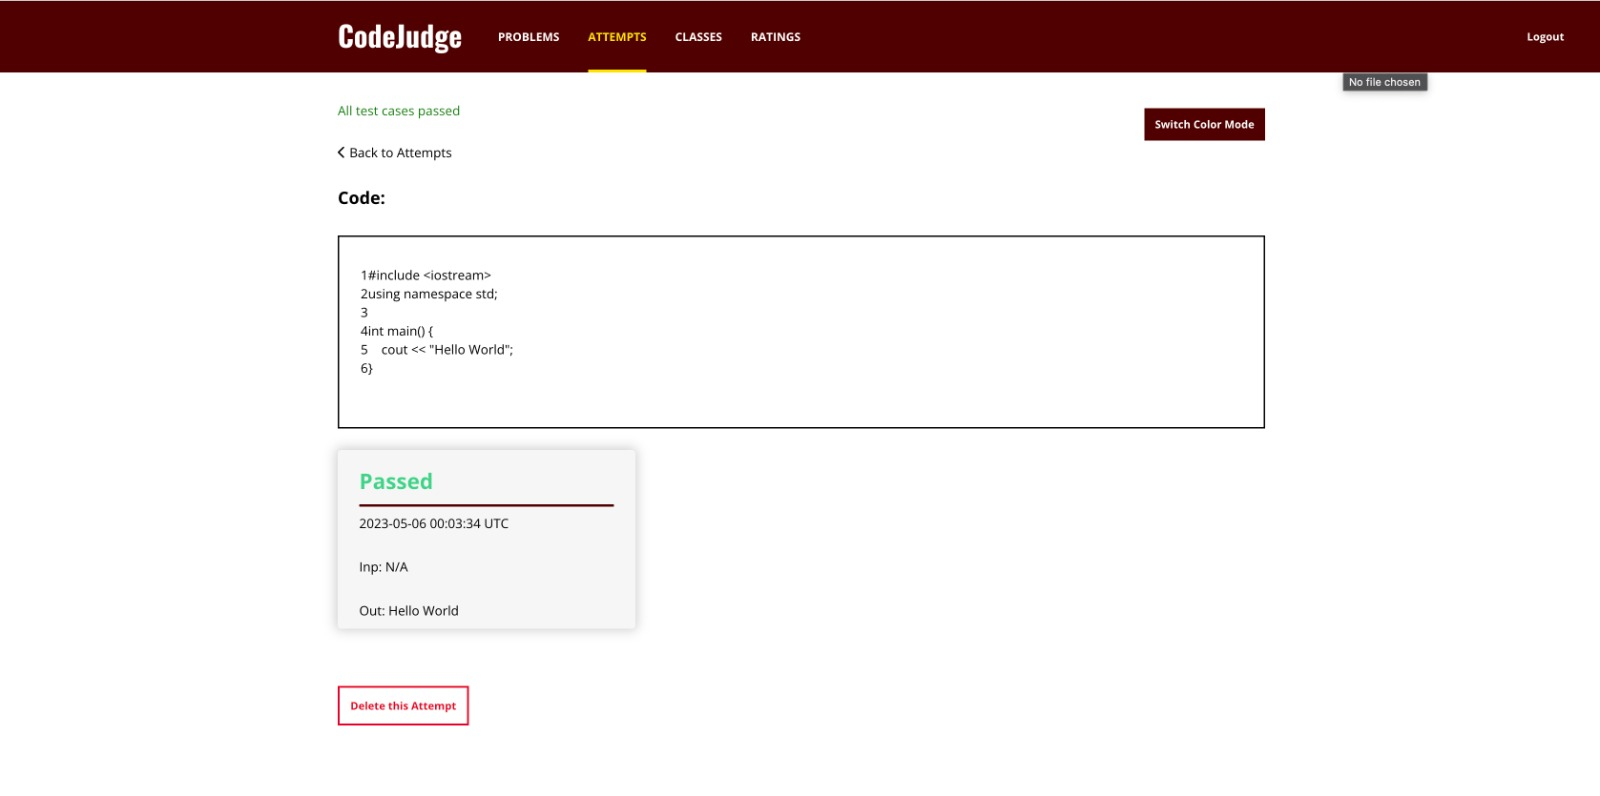 CodeJudge PROBLEMS ATTEMPTS CLASSES RATINGS Logout
No file chosen
All test cases passed
Switch Color Mode
Back to Attempts
Code:
1#include <iostream>
2using namespace std;
3
4int main() {
5    cout << "Hello World";
6}
Passed
2023-05-06 00:03:34 UTC
Inp: N/A
Out: Hello World
Delete this Attempt